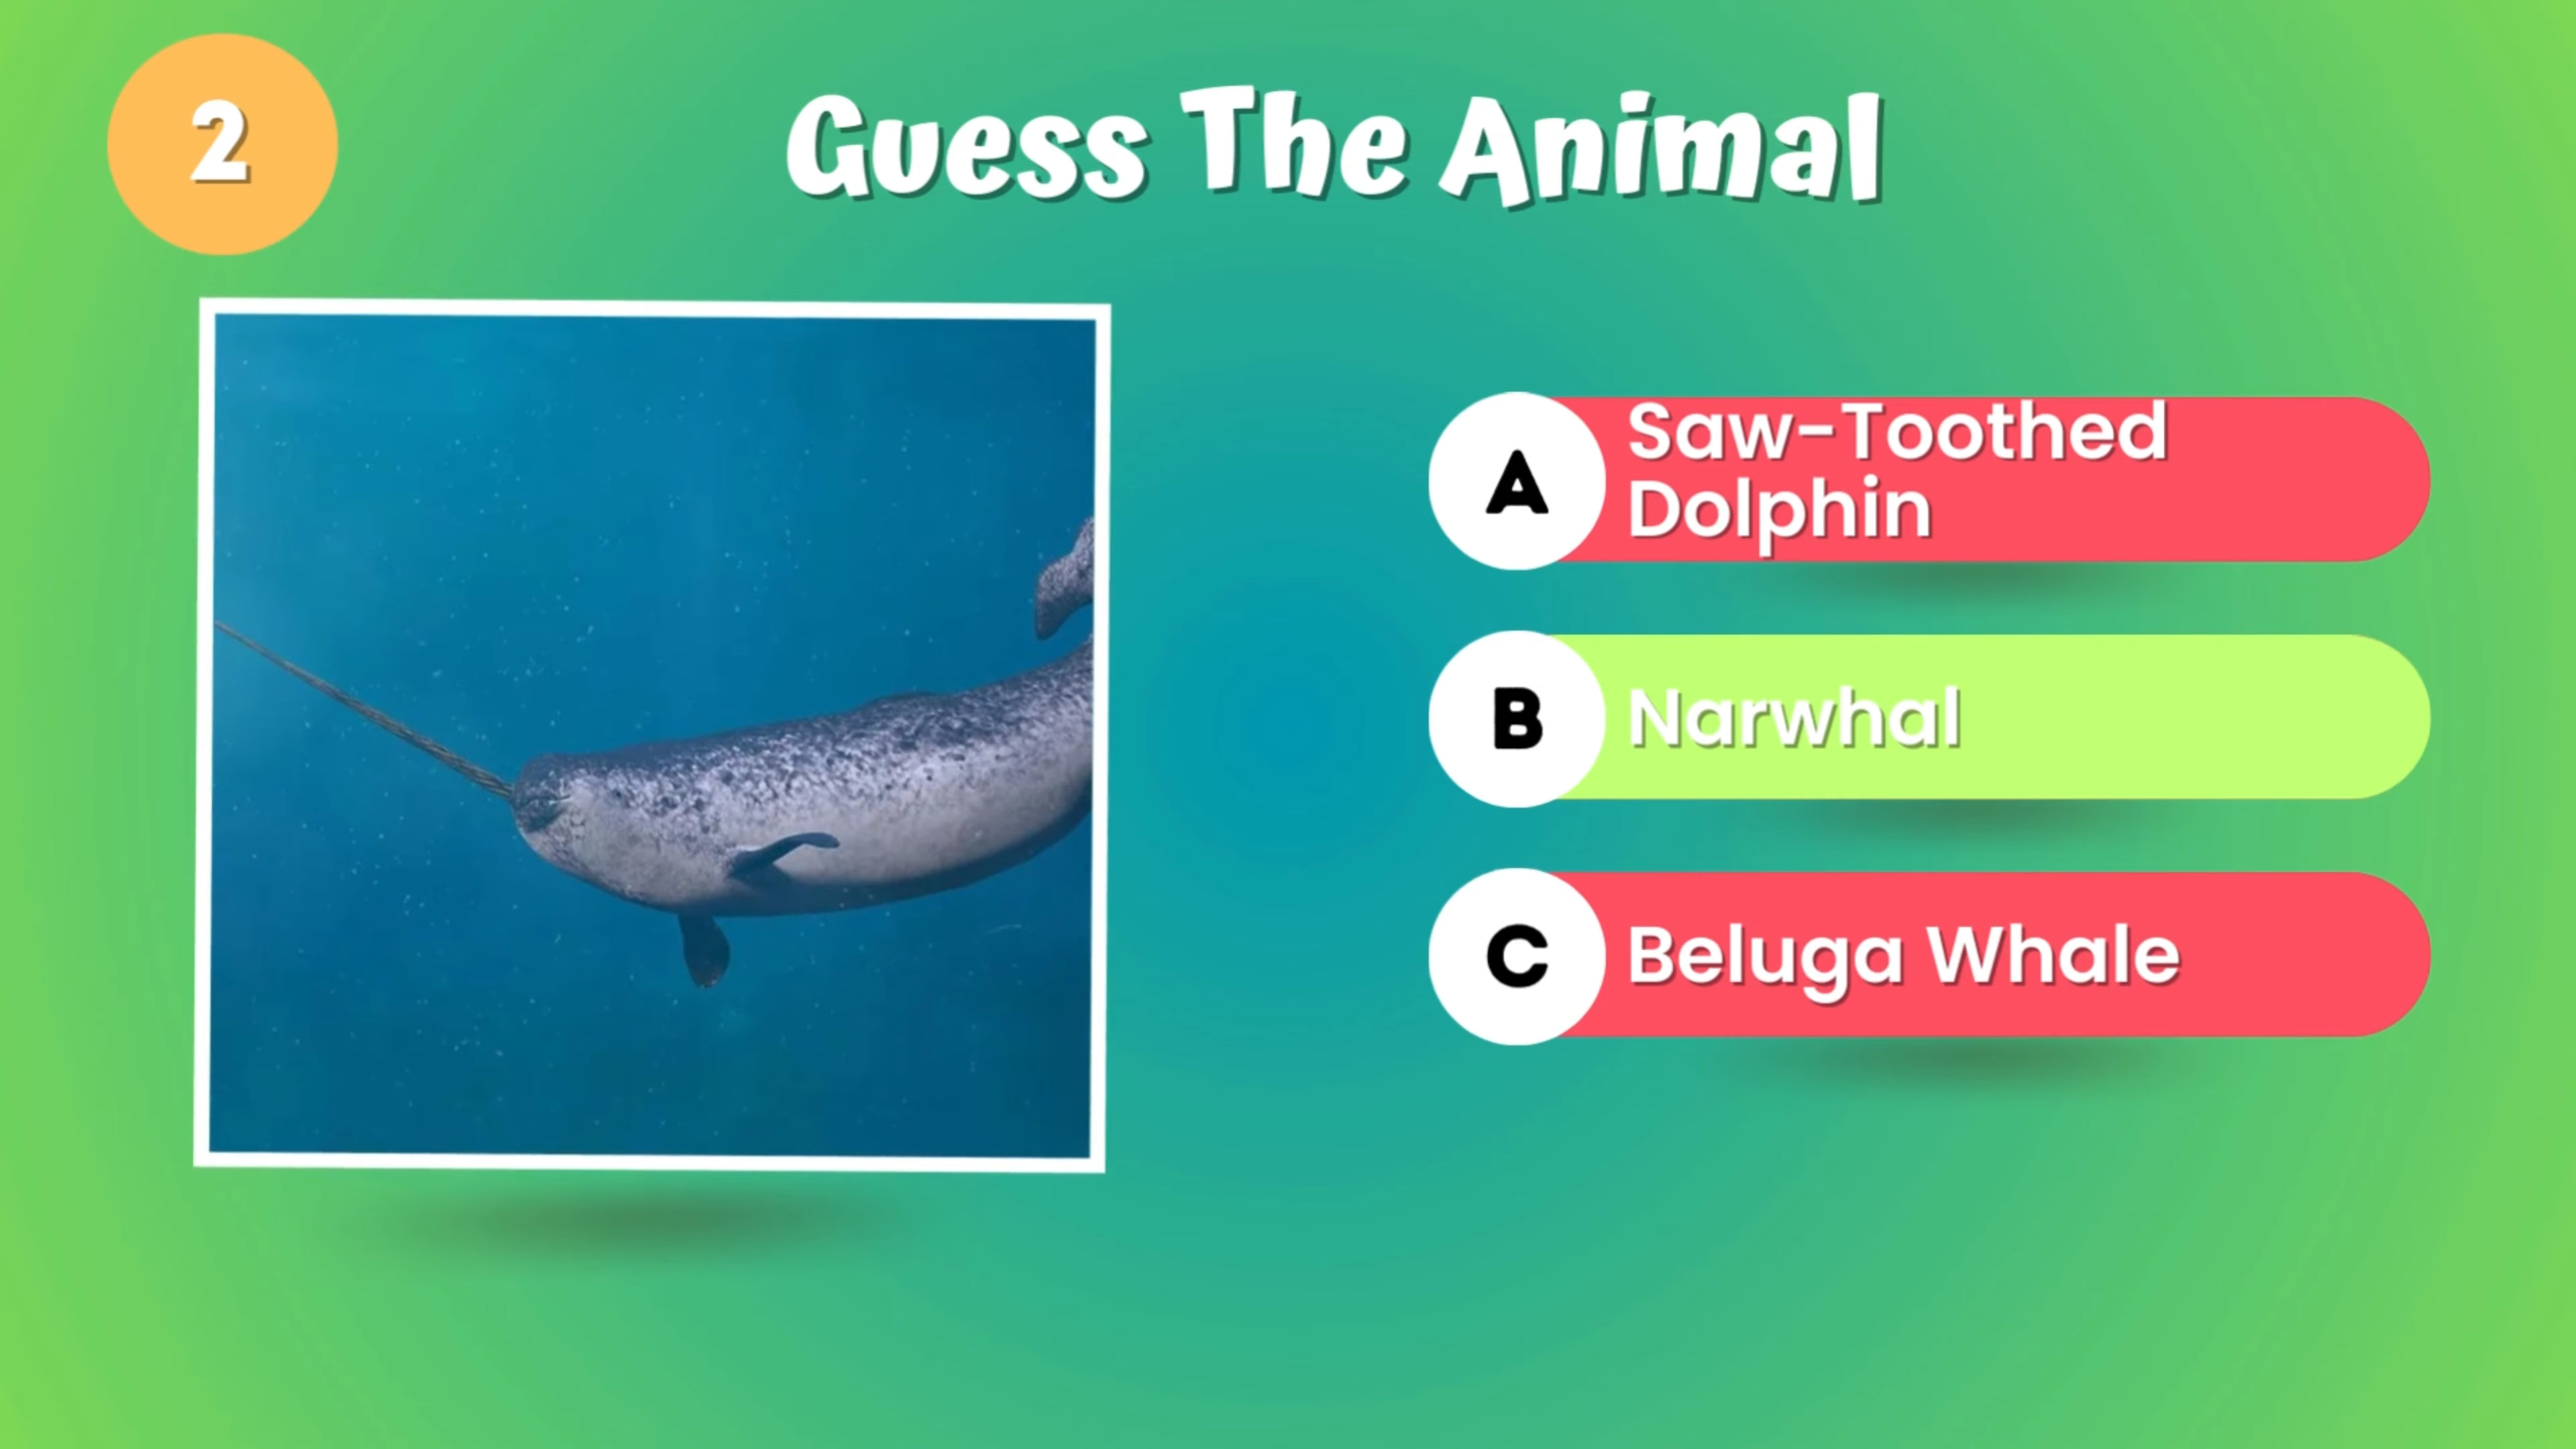 2
Guess The Animal
A
Saw-Toothed
Dolphin
B
Narwhal
C
Beluga Whale